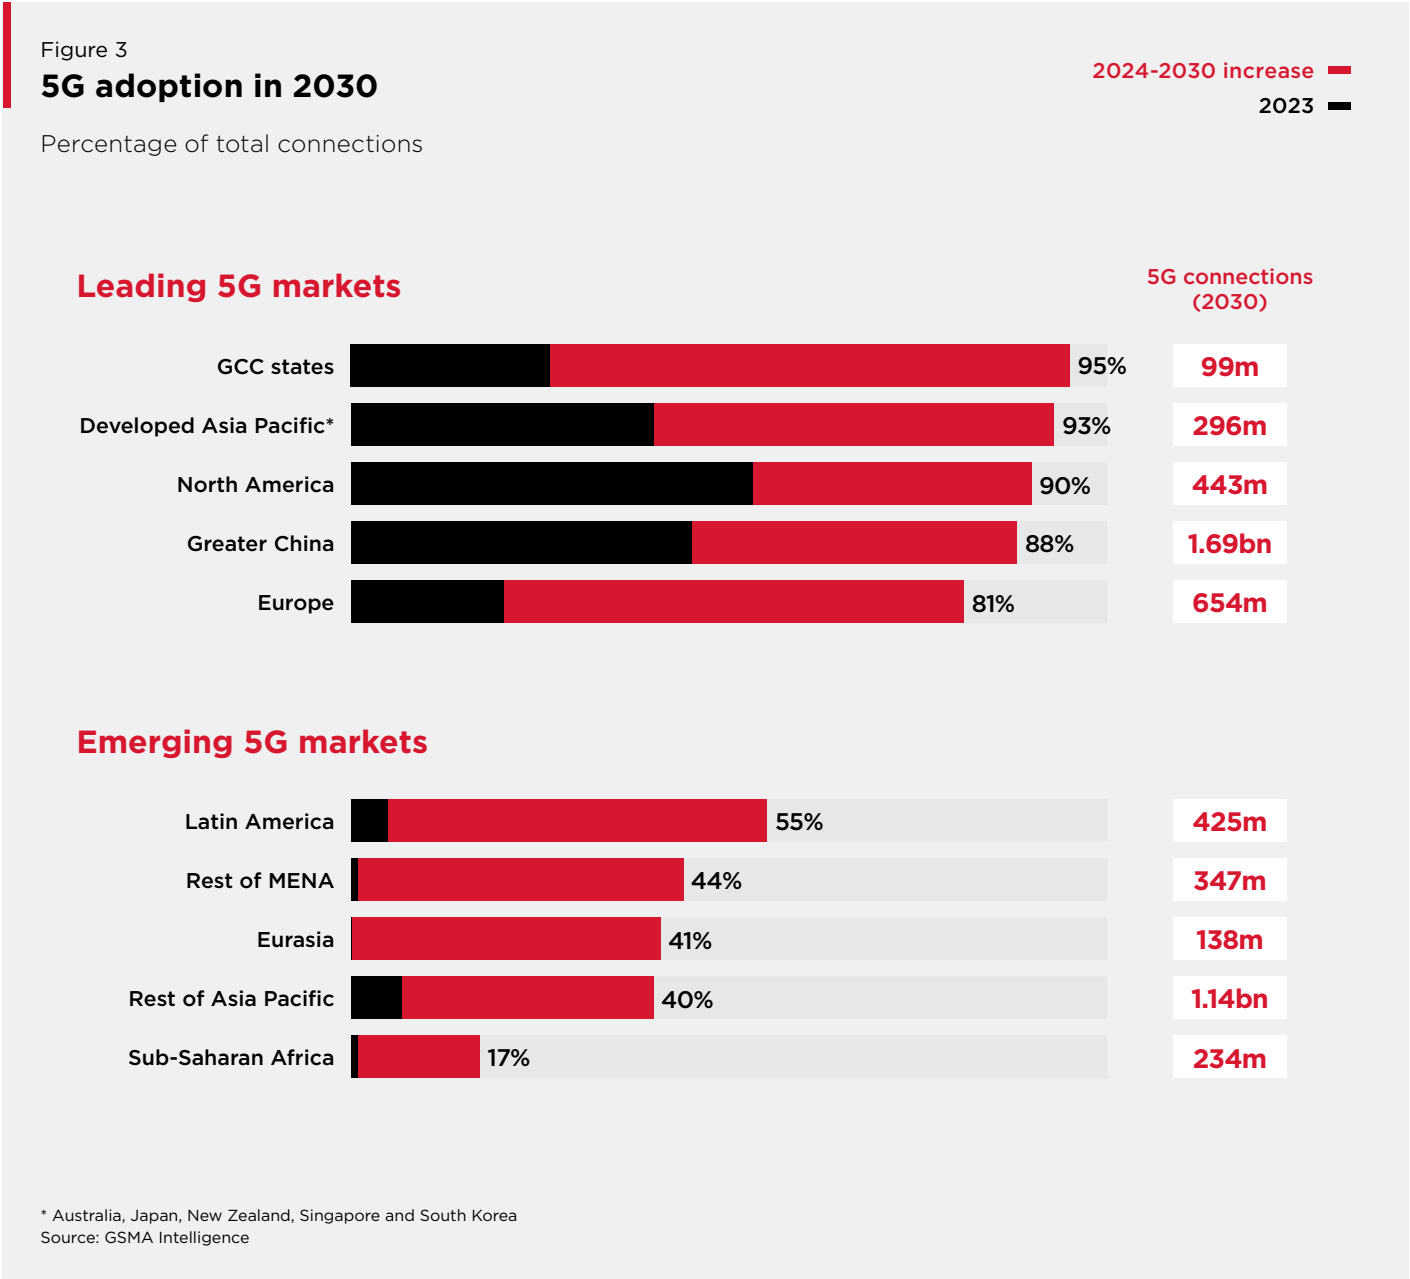 Figure 3
5G adoption in 2030
Percentage of total connections
2024-2030 increase
2023
Leading 5G markets
5G connections
(2030)
GCC states 95% 99m
Developed Asia Pacific* 93% 296m
North America 90% 443m
Greater China 88% 1.69bn
Europe 81% 654m
Emerging 5G markets
Latin America 55% 425m
Rest of MENA 44% 347m
Eurasia 41% 138m
Rest of Asia Pacific 40% 1.14bn
Sub-Saharan Africa 17% 234m
* Australia, Japan, New Zealand, Singapore and South Korea
Source: GSMA Intelligence